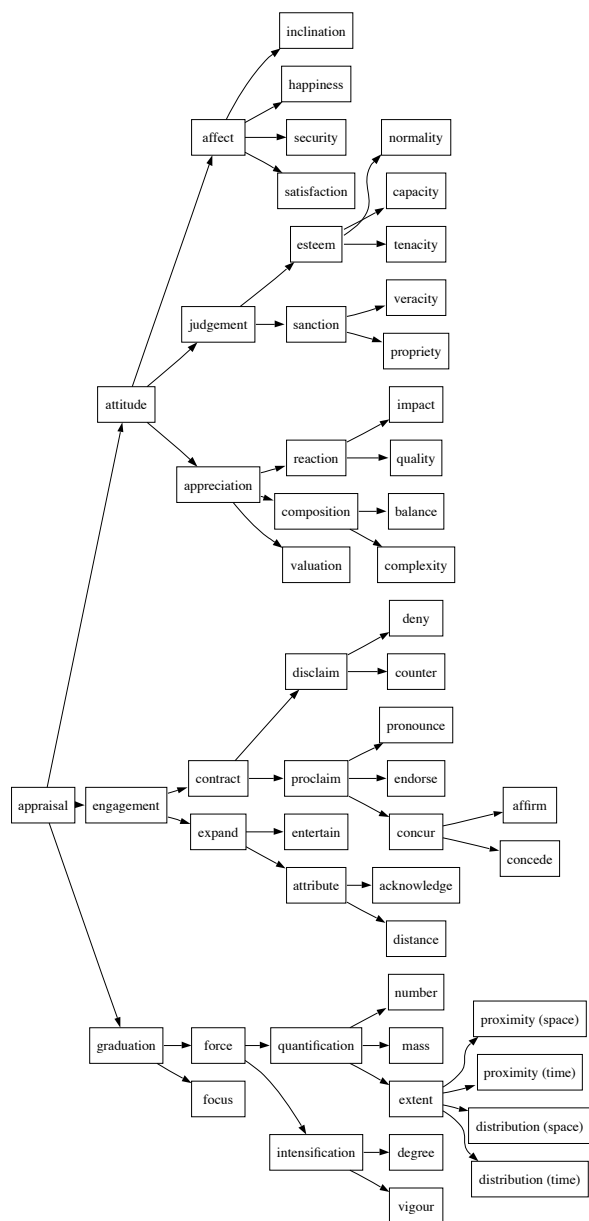 inclination
happiness
affect
security
normality
satisfaction
capacity
esteem
tenacity
veracity
judgement
sanction
propriety
attitude
impact
reaction
quality
appreciation
composition
balance
valuation
complexity
deny
disclaim
counter
pronounce
contract
proclaim
endorse
appraisal
engagement
affirm
expand
entertain
concur
concede
attribute
acknowledge
distance
number
proximity (space)
graduation
force
quantification
mass
proximity (time)
focus
extent
distribution (space)
intensification
degree
distribution (time)
vigour